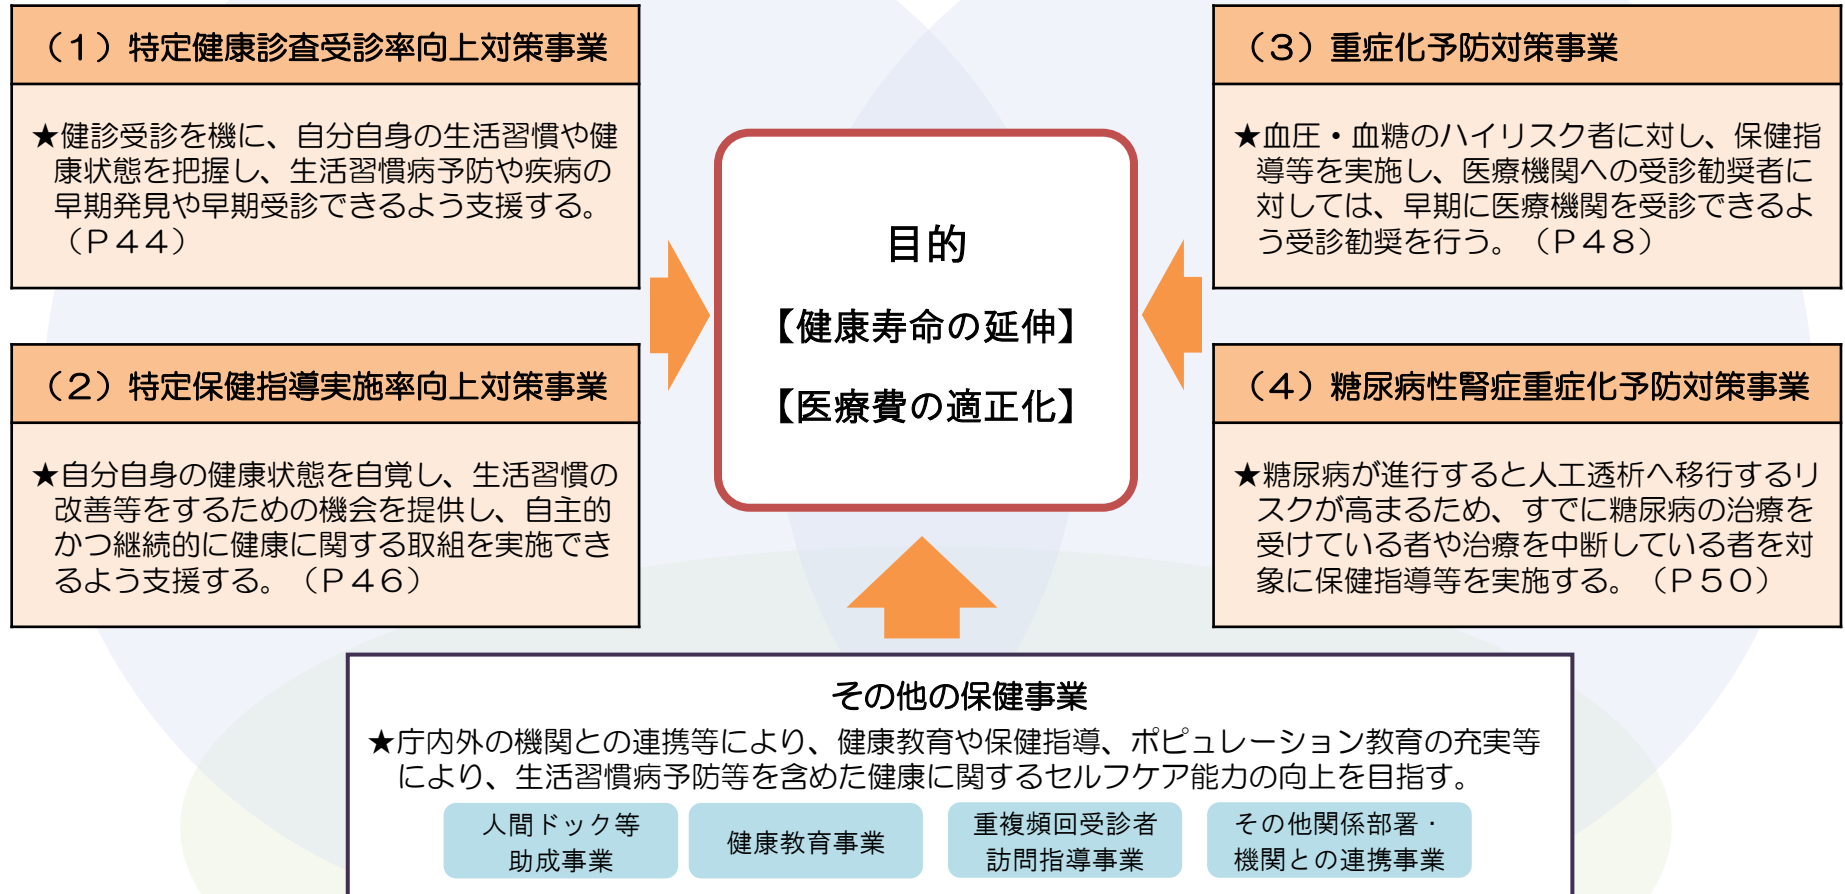 (1)特定健康診査受診率向上対策事業
★健診受診を機に、自分自身の生活習慣や健
康状態を把握し、生活習慣病予防や疾病の
早期発見や早期受診できるよう支援する。
(P44)
(2)特定保健指導実施率向上対策事業
★自分自身の健康状態を自覚し、生活習慣の
改善等をするための機会を提供し、自主的
かつ継続的に健康に関する取組を実施でき
るよう支援する。(P46)
目的
【健康寿命の延伸】
【医療費の適正化】
(3)重症化予防対策事業
★血圧・血糖のハイリスク者に対し、保健指
導等を実施し、医療機関への受診勧奨者に
対しては、早期に医療機関を受診できるよ
う受診勧奨を行う。(P48)
(4)糖尿病性腎症重症化予防対策事業
★糖尿病が進行すると人工透析へ移行するリ
スクが高まるため、すでに糖尿病の治療を
受けている者や治療を中断している者を対
象に保健指導等を実施する。(P50)
その他の保健事業
★庁内外の機関との連携等により、健康教育や保健指導、ポピュレーション教育の充実等
により、生活習慣病予防等を含めた健康に関するセルフケア能力の向上を目指す。
人間ドック等
助成事業
健康教育事業
重複頻回受診者
訪問指導事業
その他関係部署・
機関との連携事業